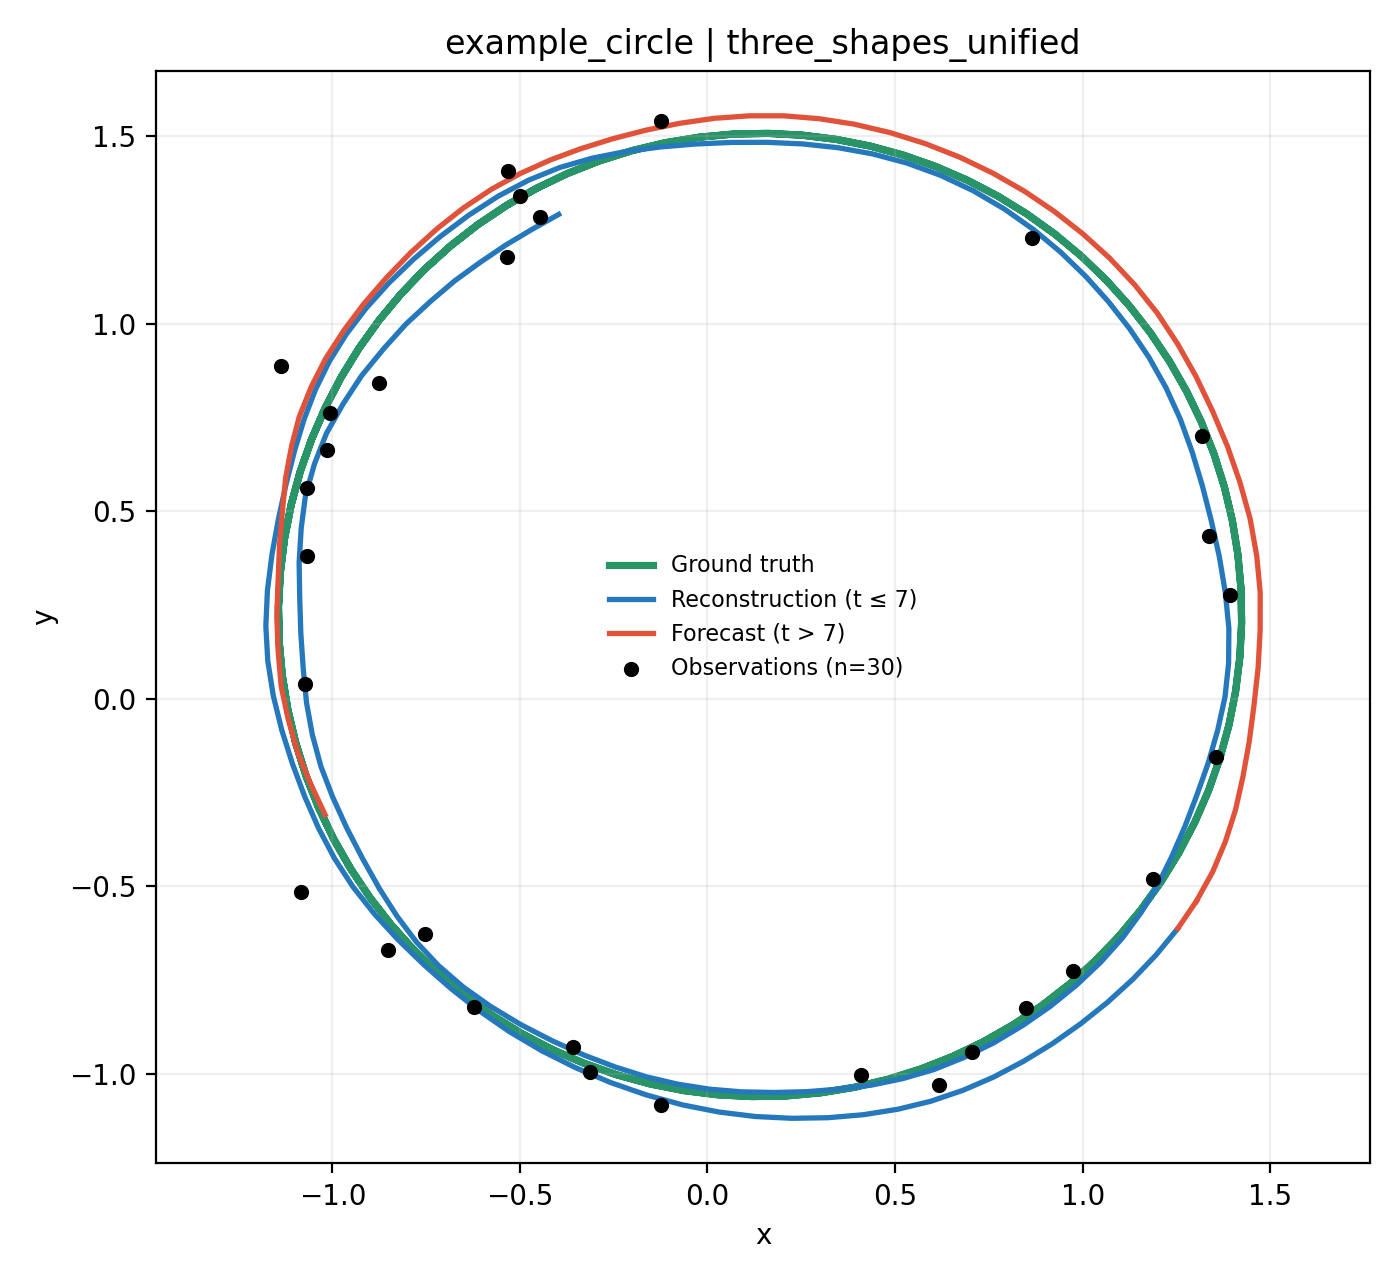 example_circle | three_shapes_unified
1.5
1.0
0.5
0.0
−0.5
−1.0
y
Ground truth
Reconstruction (t ≤ 7)
Forecast (t > 7)
Observations (n=30)
−1.0 −0.5 0.0 0.5 1.0 1.5
x